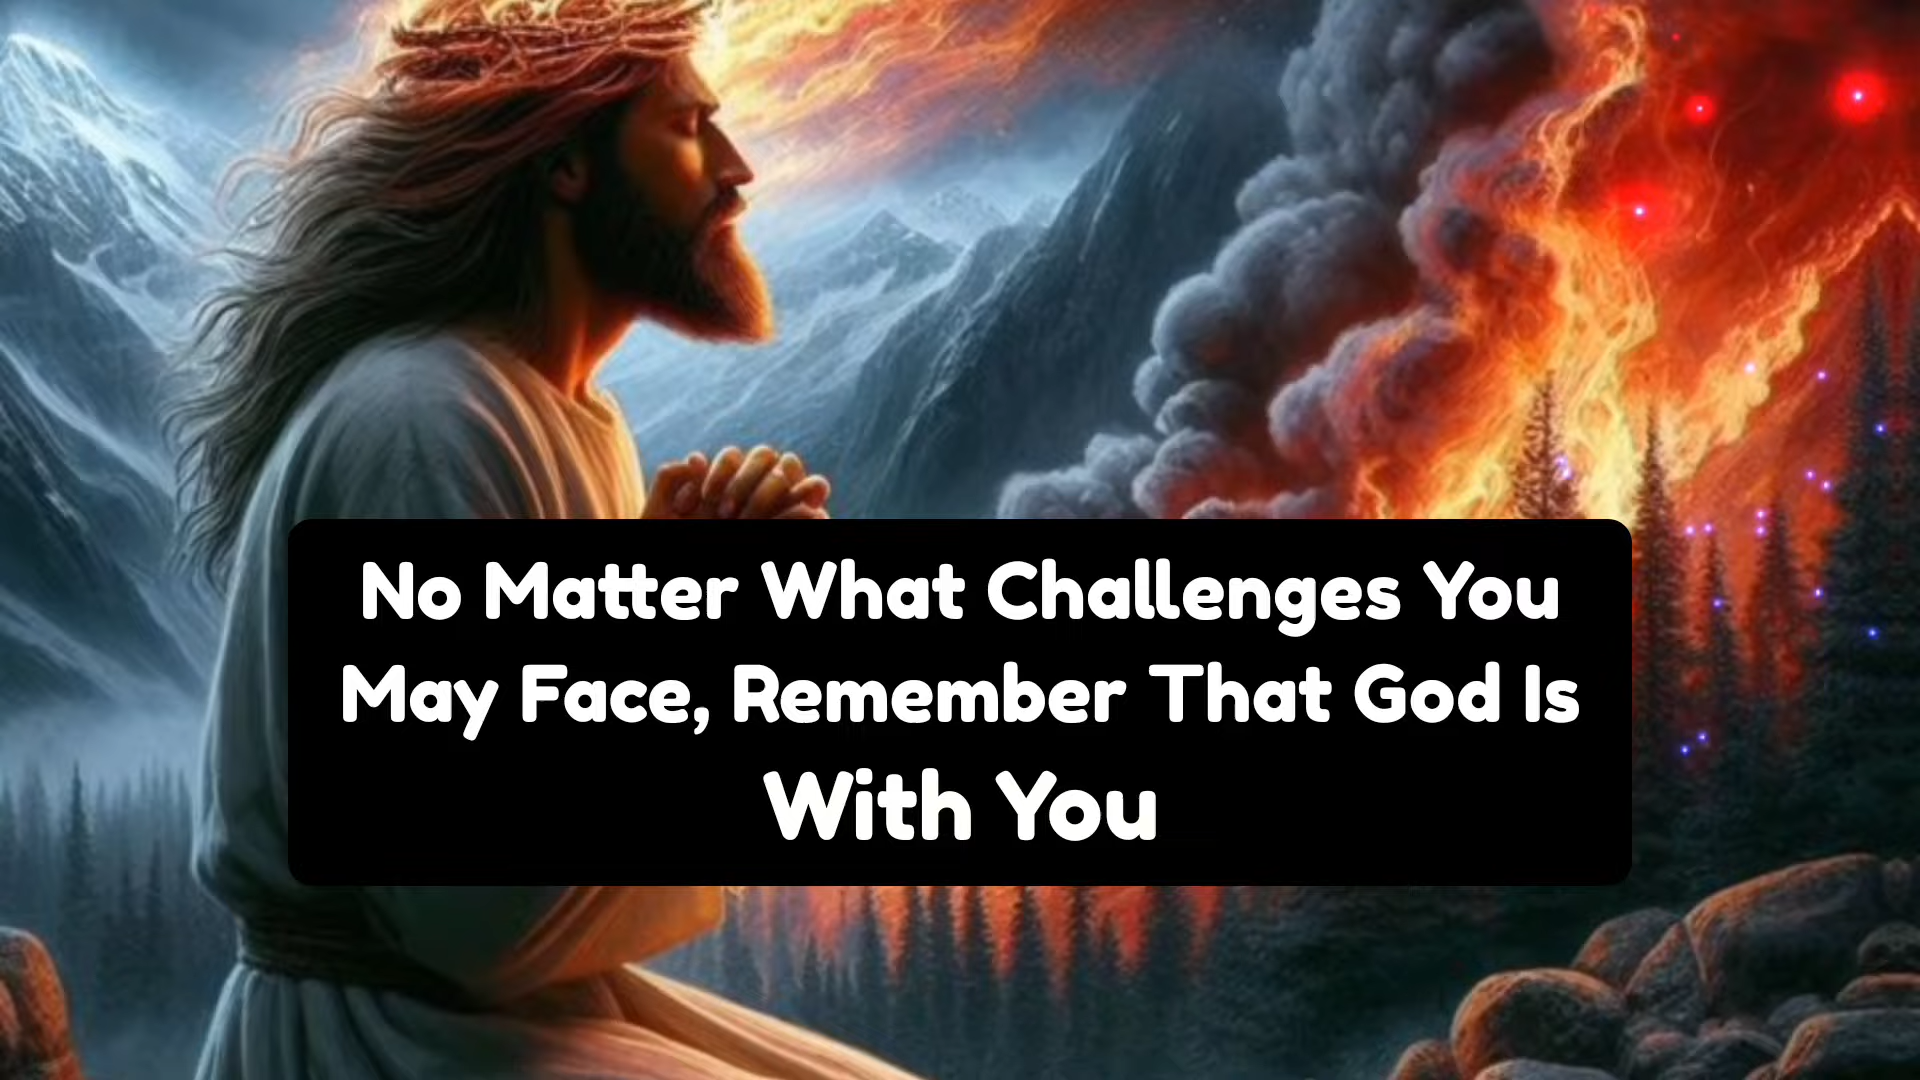 No Matter What Challenges You
May Face, Remember That God Is
With You